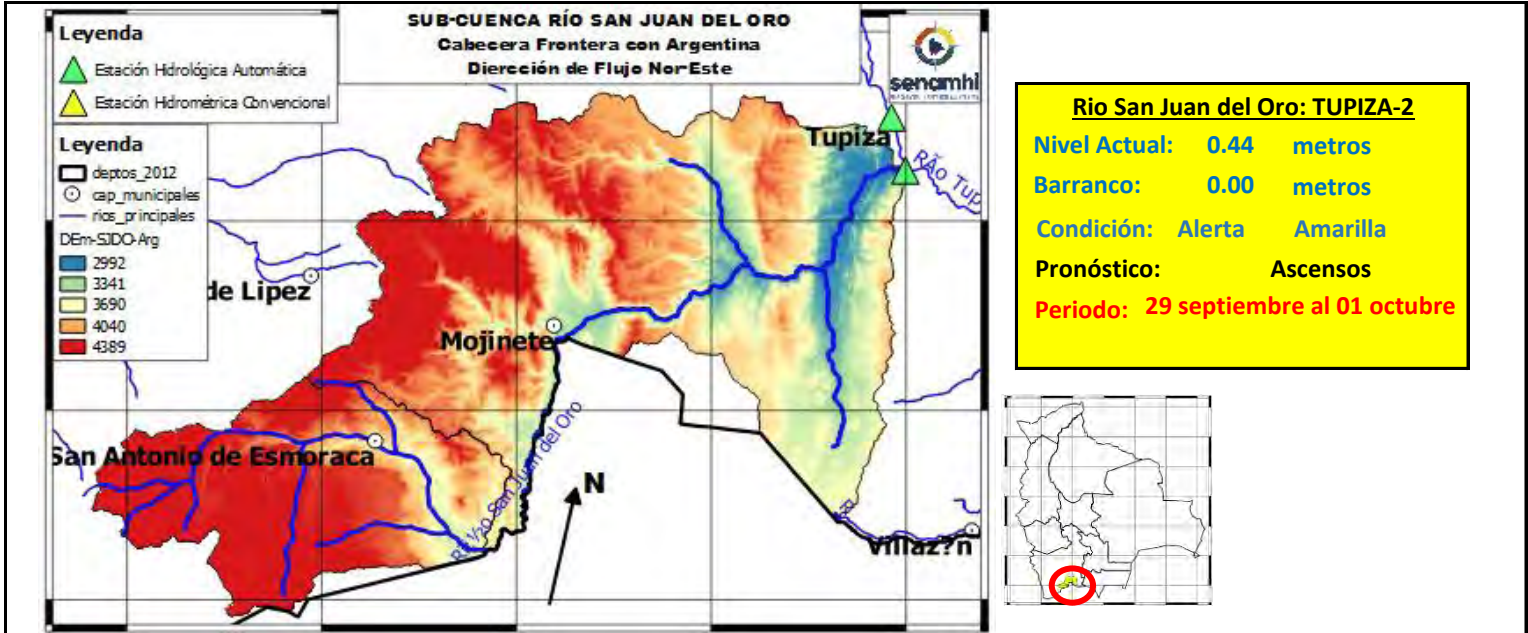 SUB-CUENCA RÍO SAN JUAN DEL ORO
Cabecera Frontera con Argentina
Diercción de Flujo Nor-Este
Leyenda
Estación Hidrológica Automática
Estación Hidrométrica Convencional
senamhi
Leyenda
deptos_2012
cap_municipales
rios_principales
DEm-SJDO-Arg
2992
3341
3690
4040
4389
Tupiza
RÃo Tup
de Lipez
Mojinete
San Antonio de Esmoraca
San Juan del Oro
N
Villaz?n
Rio San Juan del Oro: TUPIZA-2
Nivel Actual: 0.44 metros
Barranco: 0.00 metros
Condición: Alerta Amarilla
Pronóstico: Ascensos
Periodo: 29 septiembre al 01 octubre